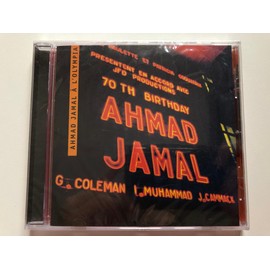 AHMAD JAMAL À L'OLYMPIA
PRESENTENT EN ACCORD AVEC
JFD PRODUCTIONS
70 TH BIRTHDAY
AHMAD
JAMAL
G. COLEMAN I. MUHAMMAD J. CAMMACK